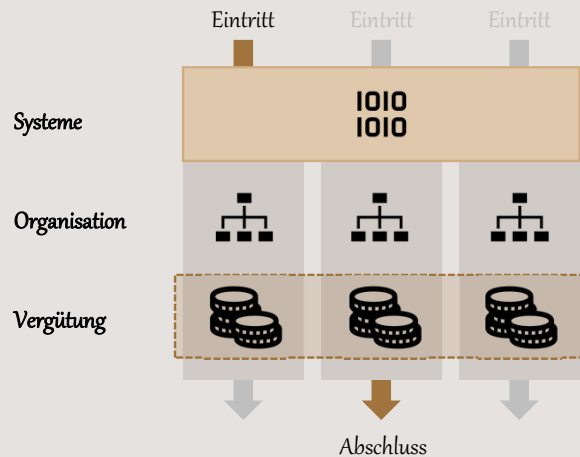 Eintritt Eintritt Eintritt
1010
1010
Systeme
Organisation
Vergütung
Abschluss